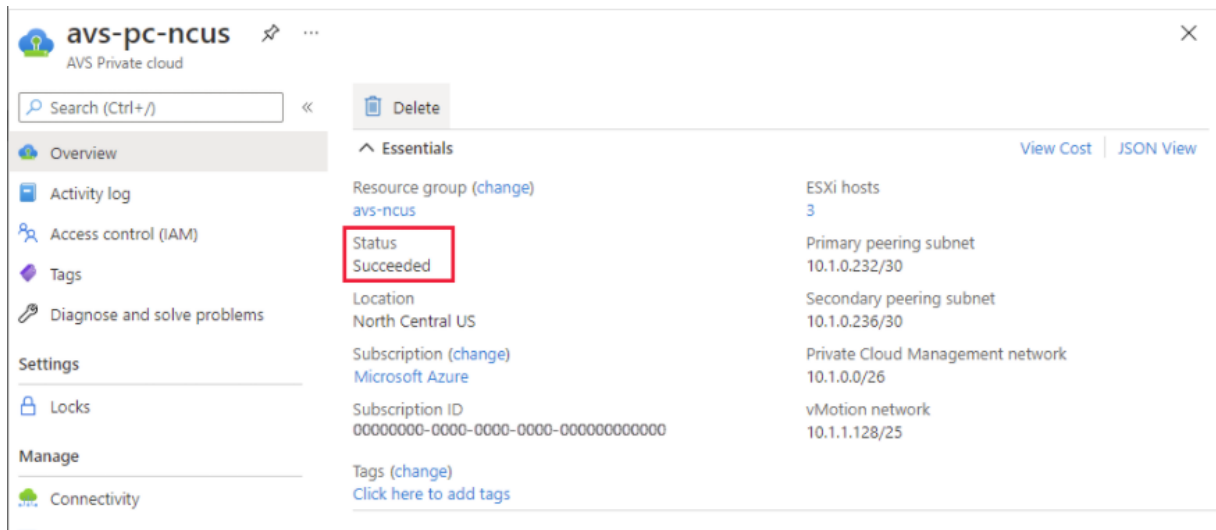 avs-pc-ncus
AVS Private cloud
Search (Ctrl+/)
Overview
Activity log
Access control (IAM)
Tags
Diagnose and solve problems
Settings
Locks
Manage
Connectivity
Delete
Essentials
View Cost
JSON View
Resource group (change)
avs-ncus
Status
Succeeded
Location
North Central US
Subscription (change)
Microsoft Azure
Subscription ID
00000000-0000-0000-0000-000000000000
Tags (change)
Click here to add tags
ESXi hosts
3
Primary peering subnet
10.1.0.232/30
Secondary peering subnet
10.1.0.236/30
Private Cloud Management network
10.1.0.0/26
vMotion network
10.1.1.128/25